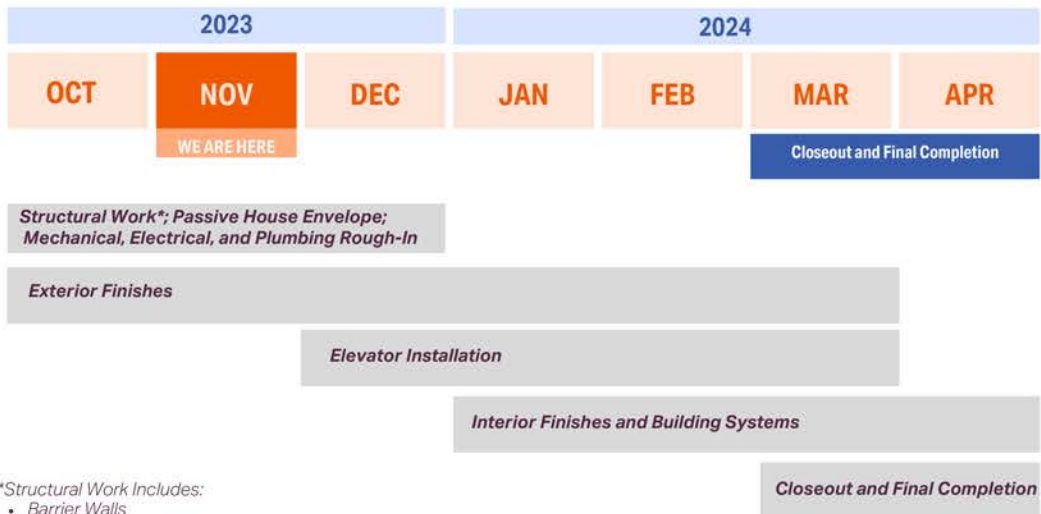 2023
2024
OCT
NOV
DEC
JAN
FEB
MAR
APR
WE ARE HERE
Closeout and Final Completion
Structural Work*; Passive House Envelope;
Mechanical, Electrical, and Plumbing Rough-In
Exterior Finishes
Elevator Installation
Interior Finishes and Building Systems
Closeout and Final Completion
*Structural Work Includes:
• Barrier Walls